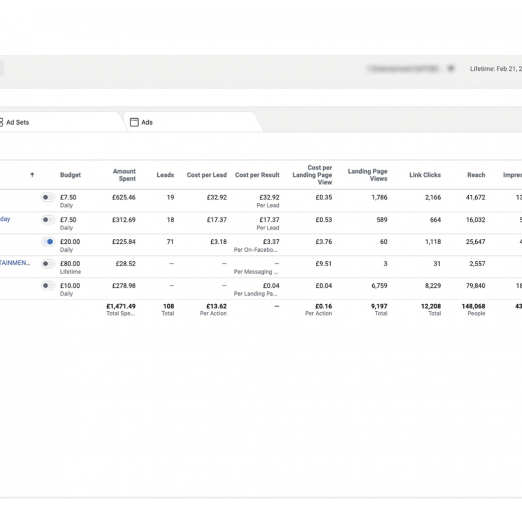 Lifetime: Feb 21, 2
Ad Sets
Ads
Budget
Amount
Spent
Leads
Cost per Lead
Cost per Result
Cost per
Landing Page
View
Landing Page
Views
Link Clicks
Reach
Impres
£7.50 £625.46 19 £32.92 £32.92 £0.35 1,786 2,166 41,672 13
Daily Per Lead
day £7.50 £312.69 18 £17.37 £17.37 £0.53 589 664 16,032 5
Daily Per Lead
£20.00 £225.84 71 £3.18 £3.37 £3.76 60 1,118 25,647 4
Daily Per On-Facebo...
TAINMEN... £80.00 £28.52 — — £9.51 3 31 2,557
Lifetime Per Messaging ...
£10.00 £278.98 — — £0.04 £0.04 6,759 8,229 79,840 18
Daily Per Landing Pa...
£1,471.49 108 £13.62 — £0.16 9,197 12,208 148,068 43
Total Spe... Total Per Action Per Action Total Total People